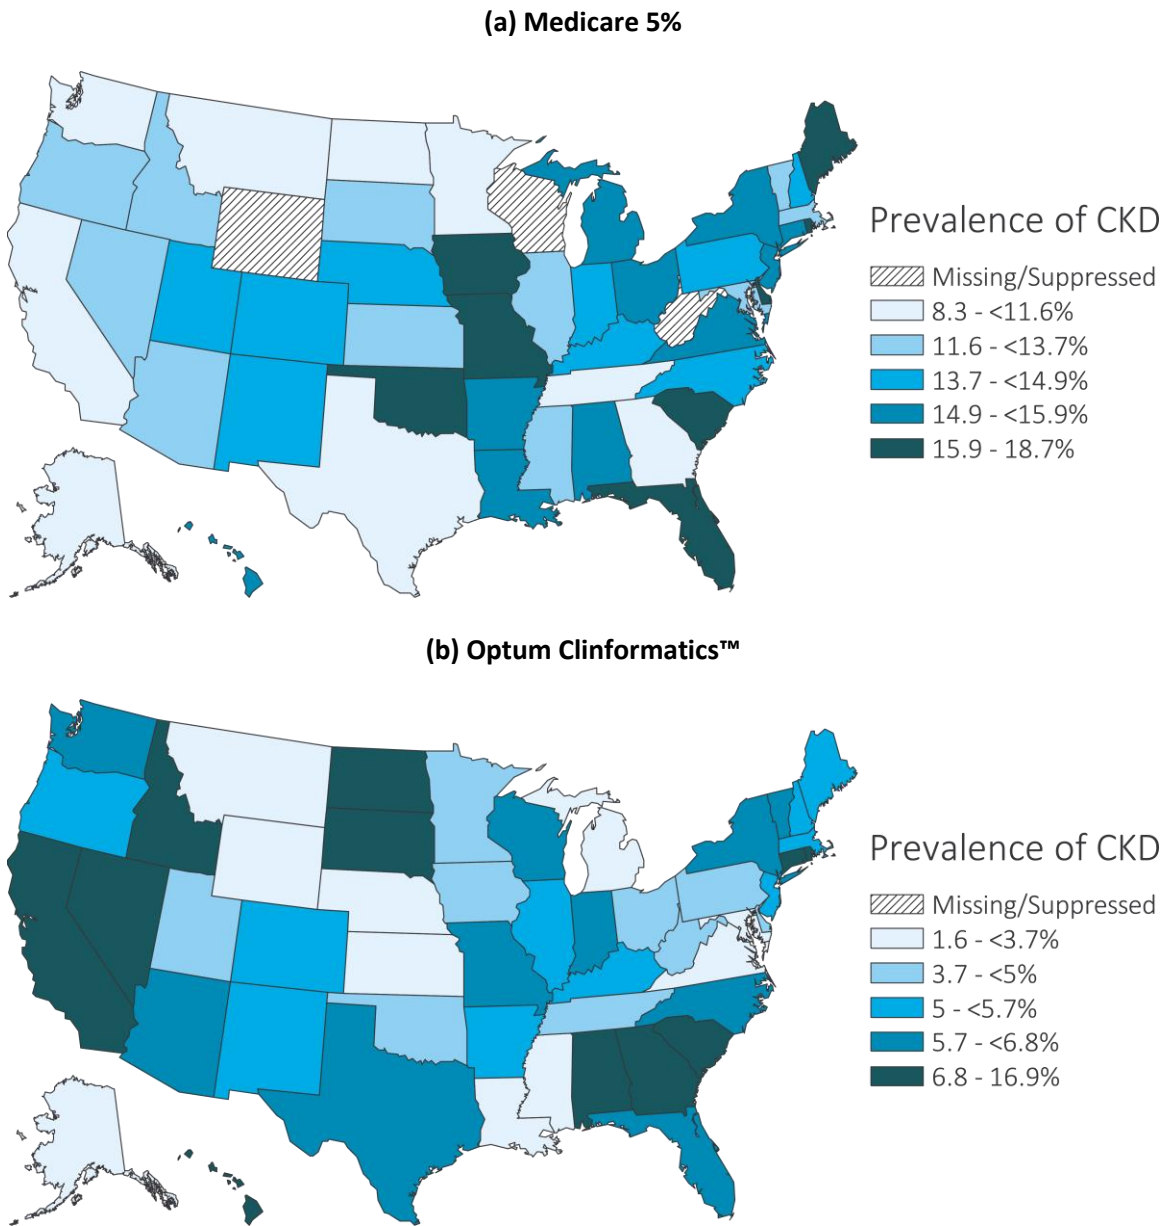 (a) Medicare 5%
Prevalence of CKD
Missing/Suppressed
8.3 - <11.6%
11.6 - <13.7%
13.7 - <14.9%
14.9 - <15.9%
15.9 - 18.7%
(b) Optum Clinformatics™
Prevalence of CKD
Missing/Suppressed
1.6 - <3.7%
3.7 - <5%
5 - <5.7%
5.7 - <6.8%
6.8 - 16.9%